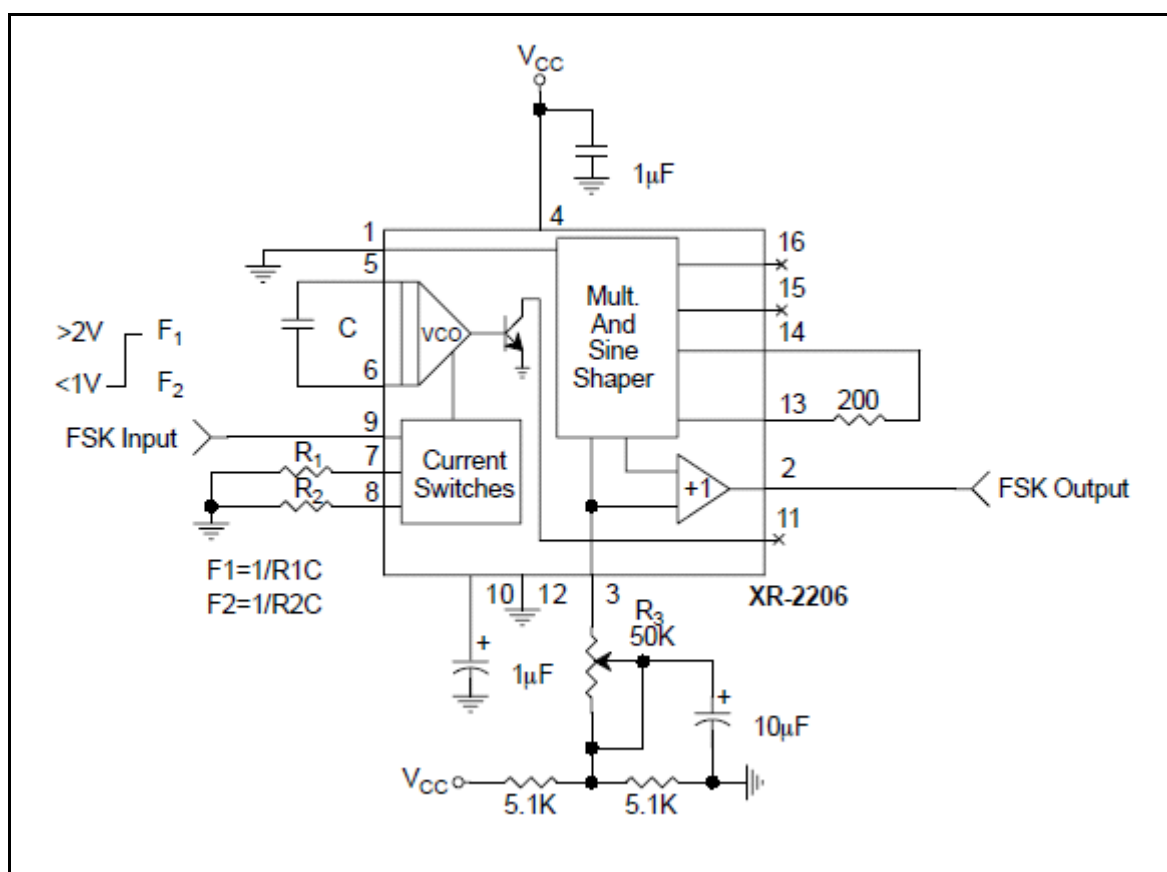 VCC
1µF
4
1
5
6
9
7
8
16
15
14
13
2
11
>2V F1
<1V F2
C
VCO
Mult.
And
Sine
Shaper
200
FSK Input
R1
R2
Current
Switches
+1
FSK Output
F1=1/R1C
F2=1/R2C
10 12 3
XR-2206
R3
50K
+
1µF
+
10µF
VCC
5.1K 5.1K